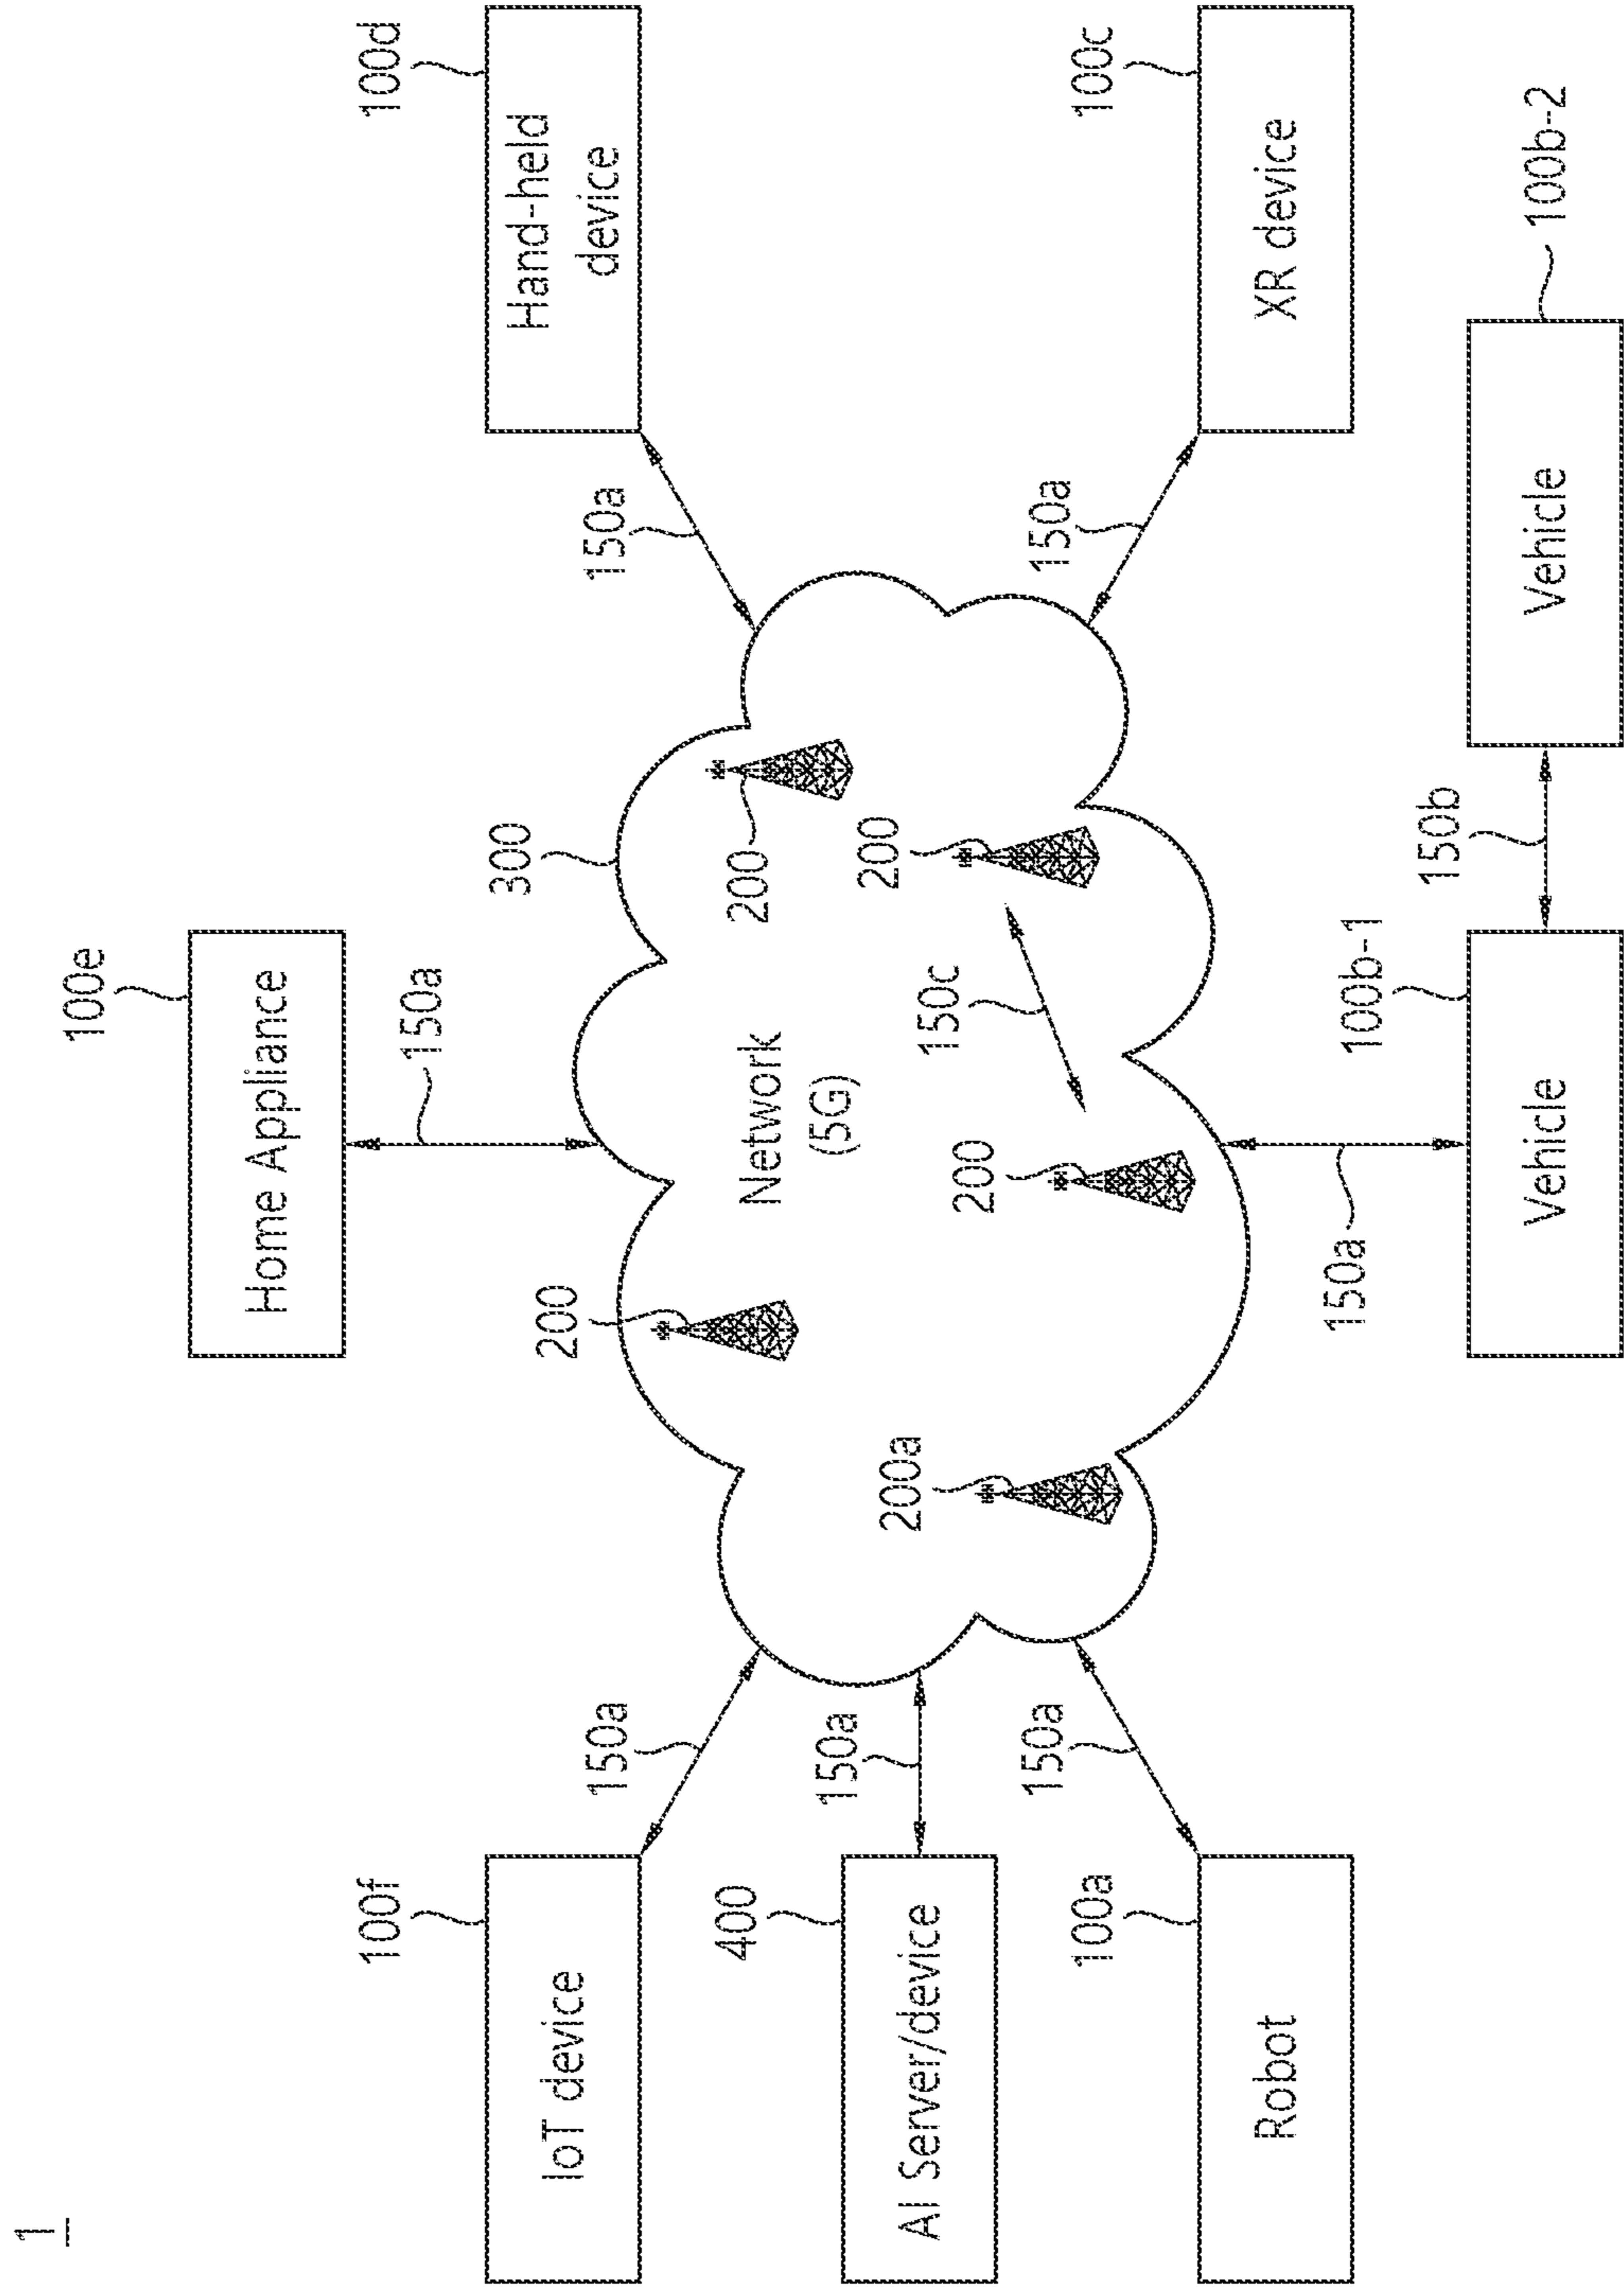 1
100e
Home Appliance
150a
100f
IoT device
150a
300
100d
Hand-held
device
150a
200
200
Network
(5G)
400
AI Server/device
150a
200a
200
150c
200
100a
Robot
150a
150a
100c
XR device
150a
100b-1
Vehicle
150b
Vehicle
100b-2